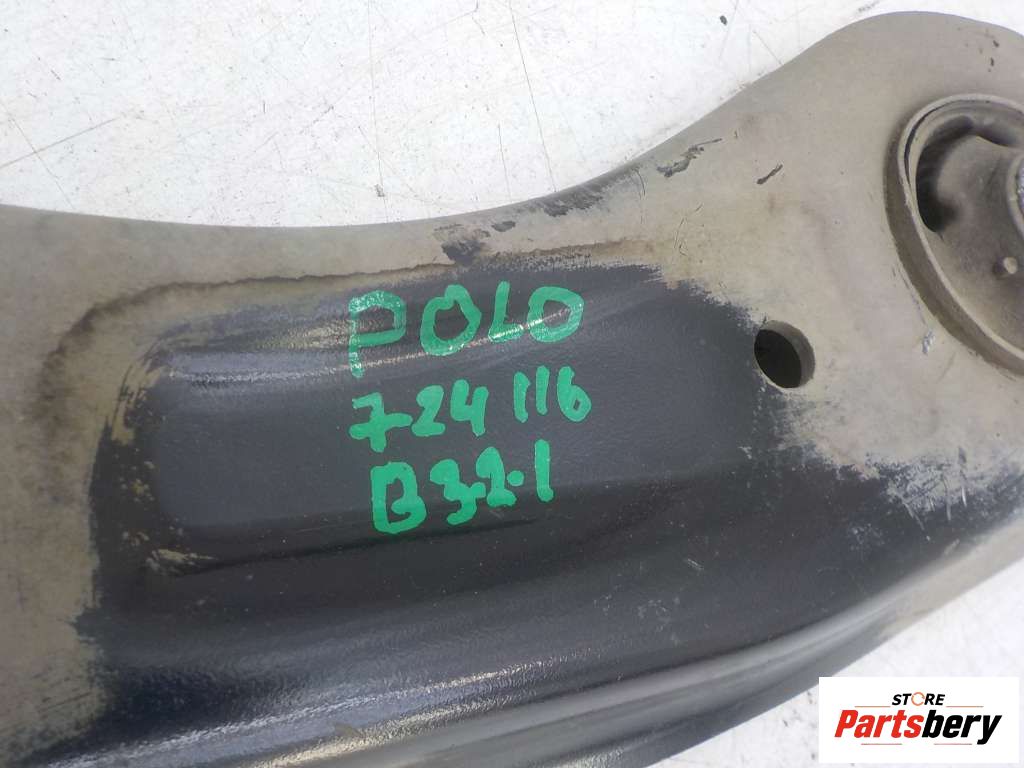 POLO
724116
B32.1
STORE
Partsbery